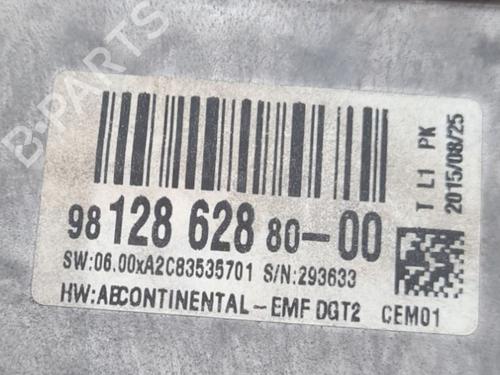 B-PARTS
98 128 628 80-00
SW:06.00xA2C83535701 S/N:293633
HW:AECONTINENTAL-EMF DGT2 CEM01
T L1 PK
2015/08/25